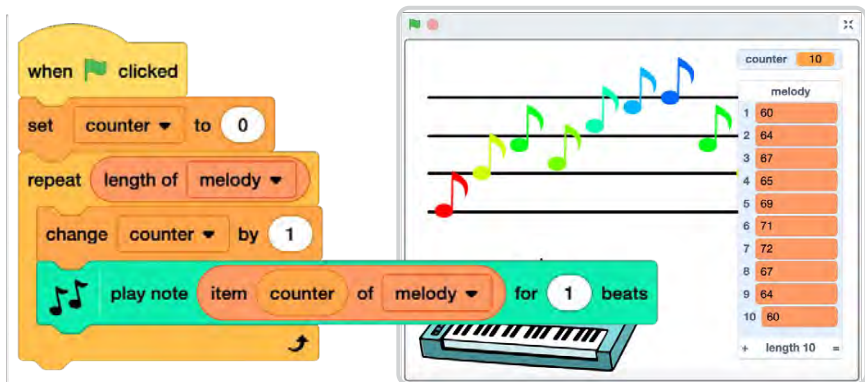 when clicked
set counter to 0
repeat length of melody
change counter by 1
play note item counter of melody for 1 beats
counter 10
melody
1 60
2 64
3 67
4 65
5 69
6 71
7 72
8 67
9 64
10 60
+ length 10 =